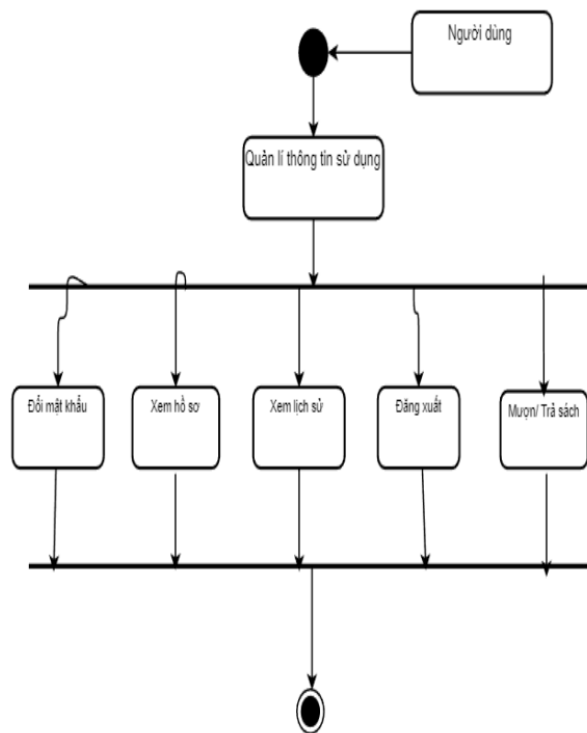 Người dùng
Quản lí thông tin sử dụng
Đổi mật khẩu
Xem hồ sơ
Xem lịch sử
Đăng xuất
Mượn/ Trả sách